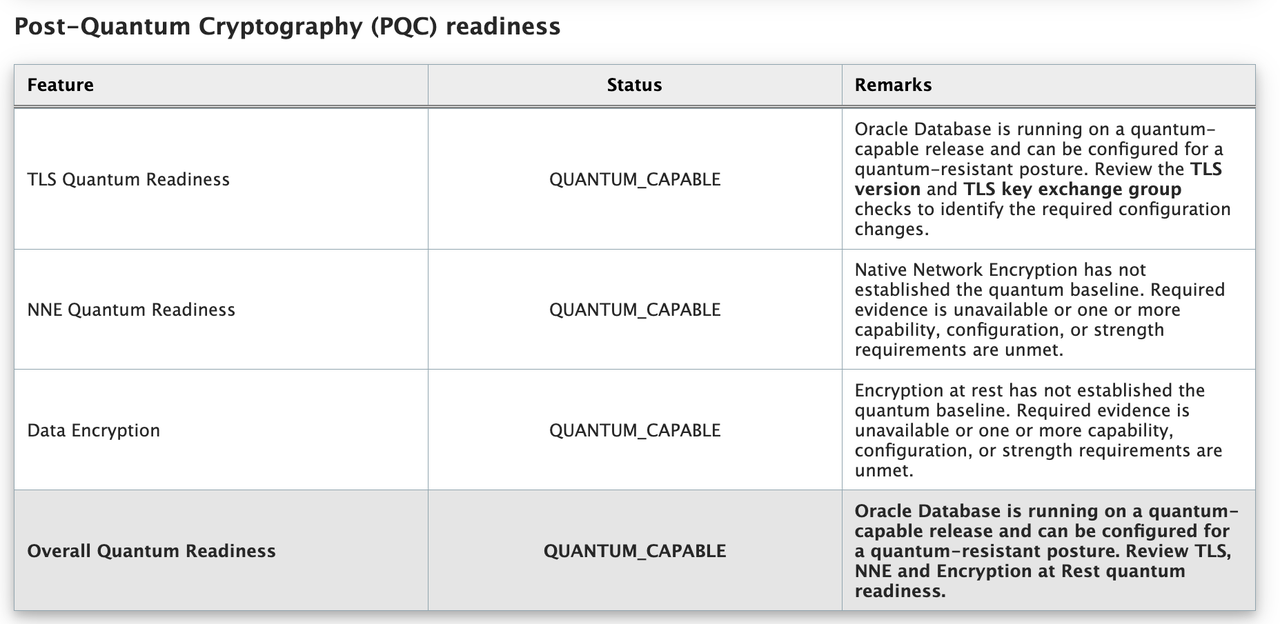 Post-Quantum Cryptography (PQC) readiness
Feature
Status
Remarks
TLS Quantum Readiness
QUANTUM_CAPABLE
Oracle Database is running on a quantum-
capable release and can be configured for a
quantum-resistant posture. Review the TLS
version and TLS key exchange group
checks to identify the required configuration
changes.
NNE Quantum Readiness
QUANTUM_CAPABLE
Native Network Encryption has not
established the quantum baseline. Required
evidence is unavailable or one or more
capability, configuration, or strength
requirements are unmet.
Data Encryption
QUANTUM_CAPABLE
Encryption at rest has not established the
quantum baseline. Required evidence is
unavailable or one or more capability,
configuration, or strength requirements are
unmet.
Overall Quantum Readiness
QUANTUM_CAPABLE
Oracle Database is running on a quantum-
capable release and can be configured for
a quantum-resistant posture. Review TLS,
NNE and Encryption at Rest quantum
readiness.